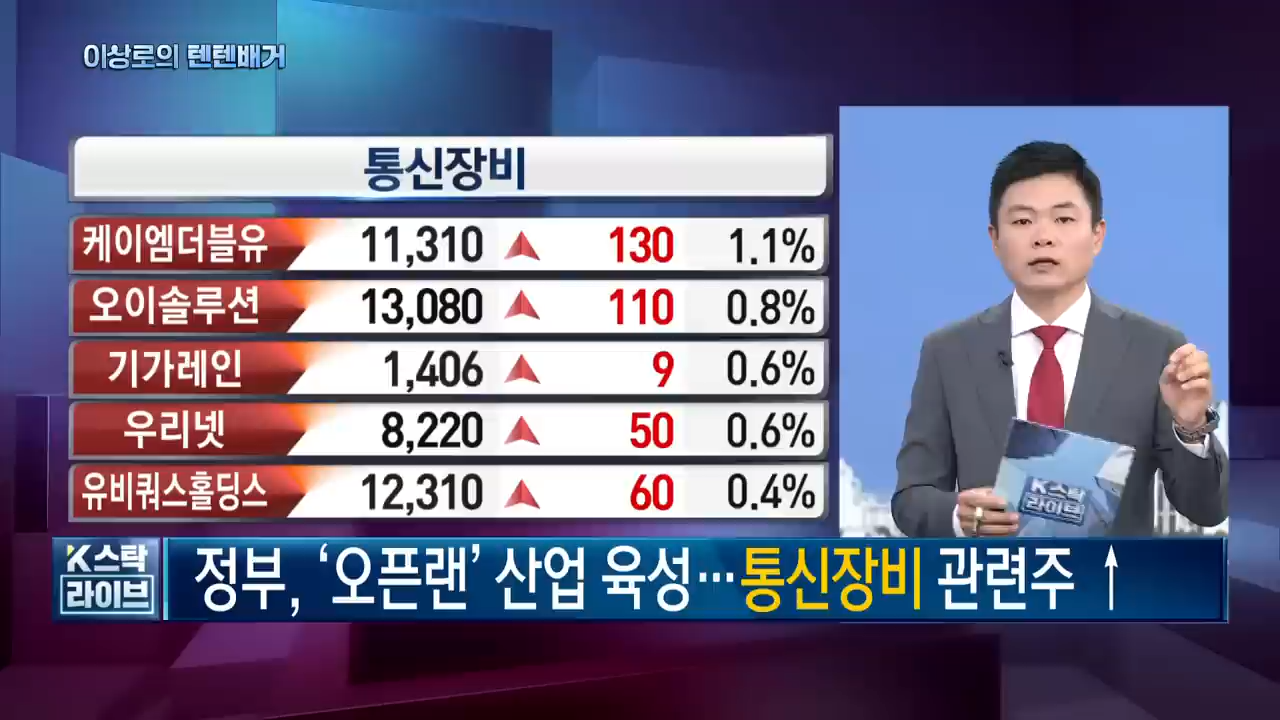 이상로의 텐텐배거
통신장비
케이엠더블유 11,310 ▲ 130 1.1%
오이솔루션 13,080 ▲ 110 0.8%
기가레인 1,406 ▲ 9 0.6%
우리넷 8,220 ▲ 50 0.6%
유비쿼스홀딩스 12,310 ▲ 60 0.4%
K스탁
라이브
K스탁
라이브
정부, ‘오픈랜’ 산업 육성…통신장비 관련주 ↑